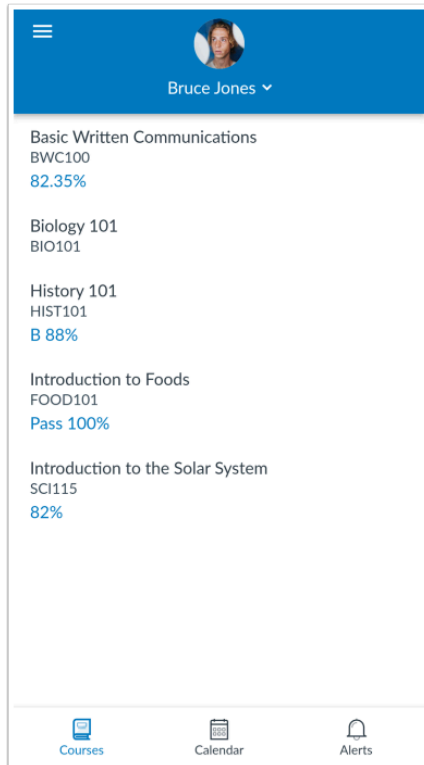 Bruce Jones
Basic Written Communications
BWC100
82.35%
Biology 101
BIO101
History 101
HIST101
B 88%
Introduction to Foods
FOOD101
Pass 100%
Introduction to the Solar System
SCI115
82%
Courses Calendar Alerts